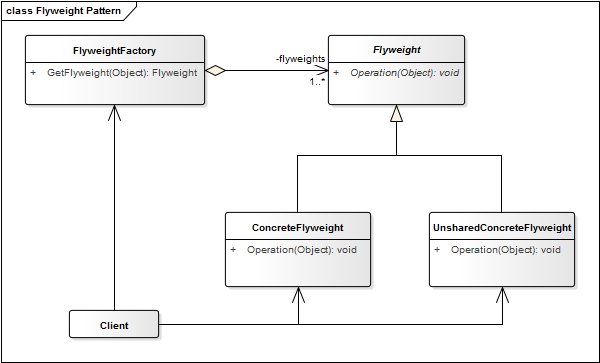 class Flyweight Pattern
FlyweightFactory
+ GetFlyweight(Object): Flyweight
-flyweights
1..*
Flyweight
+ Operation(Object): void
ConcreteFlyweight
+ Operation(Object): void
UnsharedConcreteFlyweight
+ Operation(Object): void
Client